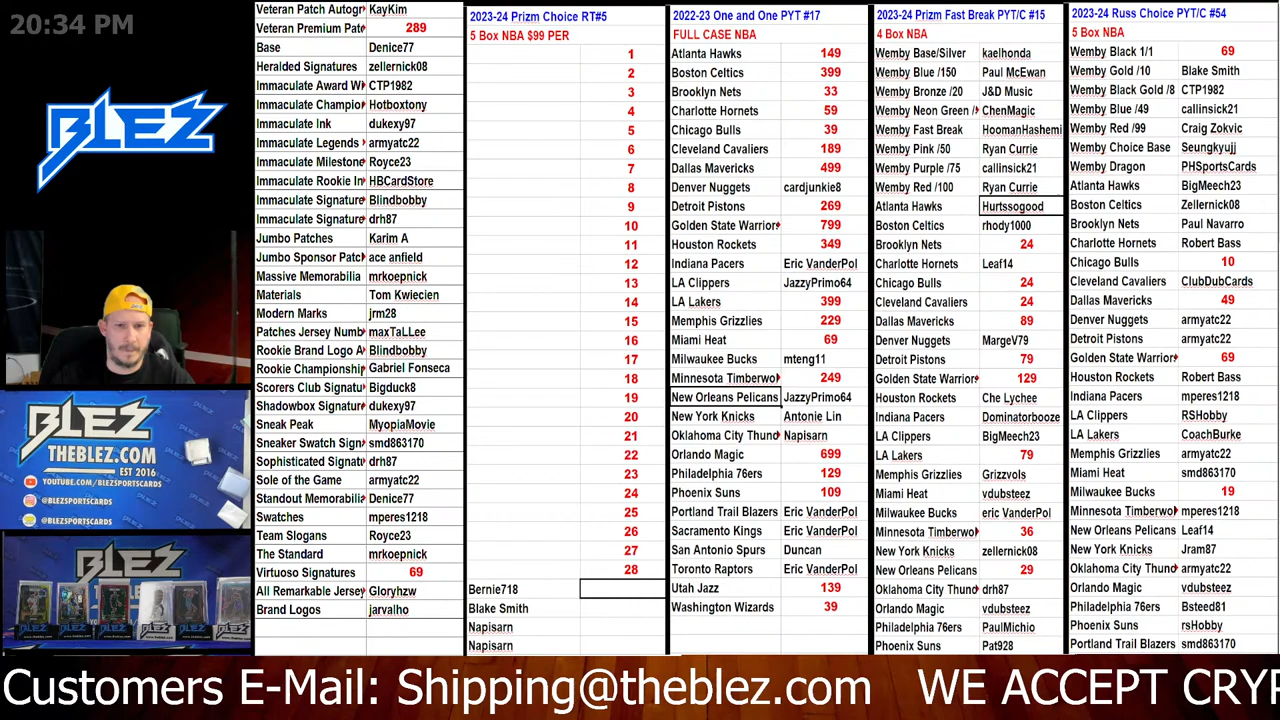 20:34 PM
BLEZ
BLEZ
THEBLEZ.COM
EST 2016
YOUTUBE.COM/BLEZSPORTSCARDS
@BLEZSPORTSCARDS
@BLEZSPORTSCARDS
Veteran Patch Autogr KayKim
Veteran Premium Pat 289
Base Denice77
Heralded Signatures zellernick08
Immaculate Award W CTP1982
Immaculate Champio Hotboxtony
Immaculate Ink dukexy97
Immaculate Legends armyatc22
Immaculate Milestone Royce23
Immaculate Rookie In HBCardStore
Immaculate Signature Blindbobby
Immaculate Signature drh87
Jumbo Patches Karim A
Jumbo Sponsor Patc ace anfield
Massive Memorabilia mrkoepnick
Materials Tom Kwiecen
Modern Marks jrm28
Patches Jersey Numb maxTaLLee
Rookie Brand Logo A Blindbobby
Rookie Championship Gabriel Fonseca
Scorers Club Signatu Bigduck8
Shadowbox Signatur dukexy97
Sneak Peak MyopiaMovie
Sneaker Swatch Sign smd863170
Sophisticated Signat drh87
Sole of the Game armyatc22
Standout Memorabili Denice77
Swatches mperes1218
Team Slogans Royce23
The Standard mrkoepnick
Virtuoso Signatures 69
All Remarkable Jersey Gloryhzw
Brand Logos jarvalho
2023-24 Prizm Choice RT#5
5 Box NBA $99 PER
1
2
3
4
5
6
7
8
9
10
11
12
13
14
15
16
17
18
19
20
21
22
23
24
25
26
27
28
Bernie718
Blake Smith
Napisarn
Napisarn
2022-23 One and One PYT #17
FULL CASE NBA
Atlanta Hawks 149
Boston Celtics 399
Brooklyn Nets 33
Charlotte Hornets 59
Chicago Bulls 39
Cleveland Cavaliers 189
Dallas Mavericks 499
Denver Nuggets cardjunkie8
Detroit Pistons 269
Golden State Warrior 799
Houston Rockets 349
Indiana Pacers Eric VanderPol
LA Clippers JazzyPrimo64
LA Lakers 399
Memphis Grizzlies 229
Miami Heat 69
Milwaukee Bucks mteng11
Minnesota Timberwo 249
New Orleans Pelicans JazzyPrimo64
New York Knicks Antonie Lin
Oklahoma City Thund Napisarn
Orlando Magic 699
Philadelphia 76ers 129
Phoenix Suns 109
Portland Trail Blazers Eric VanderPol
Sacramento Kings Eric VanderPol
San Antonio Spurs Duncan
Toronto Raptors Eric VanderPol
Utah Jazz 139
Washington Wizards 39
2023-24 Prizm Fast Break PYT/C #15
4 Box NBA
Wemby Base/Silver kaelhonda
Wemby Blue /150 Paul McEwan
Wemby Bronze /20 J&D Music
Wemby Neon Green / ChenMagic
Wemby Fast Break HoomanHashemi
Wemby Pink /50 Ryan Currie
Wemby Purple /75 callinsick21
Wemby Red /100 Ryan Currie
Atlanta Hawks Hurtssogood
Boston Celtics rhody1000
Brooklyn Nets 24
Charlotte Hornets Leaf14
Chicago Bulls 24
Cleveland Cavaliers 24
Dallas Mavericks 89
Denver Nuggets MargeV79
Detroit Pistons 79
Golden State Warrior 129
Houston Rockets Che Lychee
Indiana Pacers Dominatorbooze
LA Clippers BigMeech23
LA Lakers 79
Memphis Grizzlies Grizzvols
Miami Heat vdubsteez
Milwaukee Bucks eric VanderPol
Minnesota Timberwo 36
New York Knicks zellernick08
New Orleans Pelicans 29
Oklahoma City Thund drh87
Orlando Magic vdubsteez
Philadelphia 76ers PaulMichio
Phoenix Suns Pat928
2023-24 Russ Choice PYT/C #54
5 Box NBA
Wemby Black 1/1 69
Wemby Gold /10 Blake Smith
Wemby Black Gold /8 CTP1982
Wemby Blue /49 callinsick21
Wemby Red /99 Craig Zokvic
Wemby Choice Base Seungkyujj
Wemby Dragon PHSportsCards
Atlanta Hawks BigMeech23
Boston Celtics Zellernick08
Brooklyn Nets Paul Navarro
Charlotte Hornets Robert Bass
Chicago Bulls 10
Cleveland Cavaliers ClubDubCards
Dallas Mavericks 49
Denver Nuggets armyatc22
Detroit Pistons armyatc22
Golden State Warrior 69
Houston Rockets Robert Bass
Indiana Pacers mperes1218
LA Clippers RSHobby
LA Lakers CoachBurke
Memphis Grizzlies armyatc22
Miami Heat smd863170
Milwaukee Bucks 19
Minnesota Timberwo mperes1218
New Orleans Pelicans Leaf14
New York Knicks Jram87
Oklahoma City Thund armyatc22
Orlando Magic vdubsteez
Philadelphia 76ers Bsteed81
Phoenix Suns rsHobby
Portland Trail Blazers smd863170
Customers E-Mail: Shipping@theblez.com WE ACCEPT CRYP